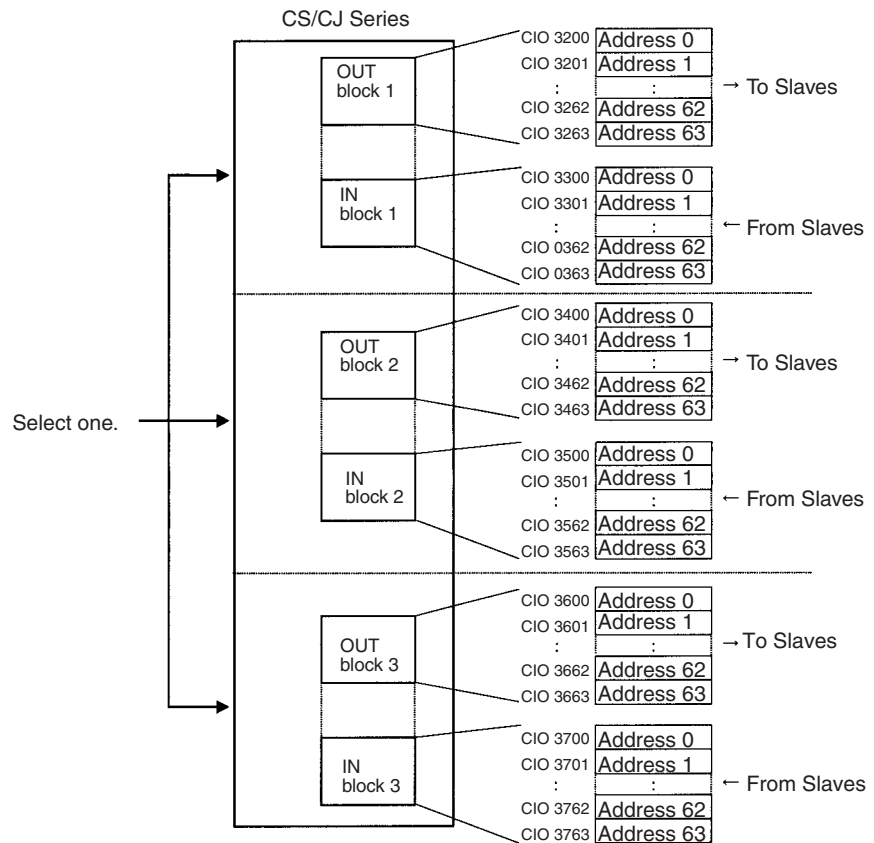 CS/CJ Series
OUT
block 1
CIO 3200 Address 0
CIO 3201 Address 1
: :
CIO 3262 Address 62
CIO 3263 Address 63
→ To Slaves
IN
block 1
CIO 3300 Address 0
CIO 3301 Address 1
: :
CIO 0362 Address 62
CIO 0363 Address 63
← From Slaves
Select one.
OUT
block 2
CIO 3400 Address 0
CIO 3401 Address 1
: :
CIO 3462 Address 62
CIO 3463 Address 63
→ To Slaves
IN
block 2
CIO 3500 Address 0
CIO 3501 Address 1
: :
CIO 3562 Address 62
CIO 3563 Address 63
← From Slaves
OUT
block 3
CIO 3600 Address 0
CIO 3601 Address 1
: :
CIO 3662 Address 62
CIO 3663 Address 63
→ To Slaves
IN
block 3
CIO 3700 Address 0
CIO 3701 Address 1
: :
CIO 3762 Address 62
CIO 3763 Address 63
← From Slaves